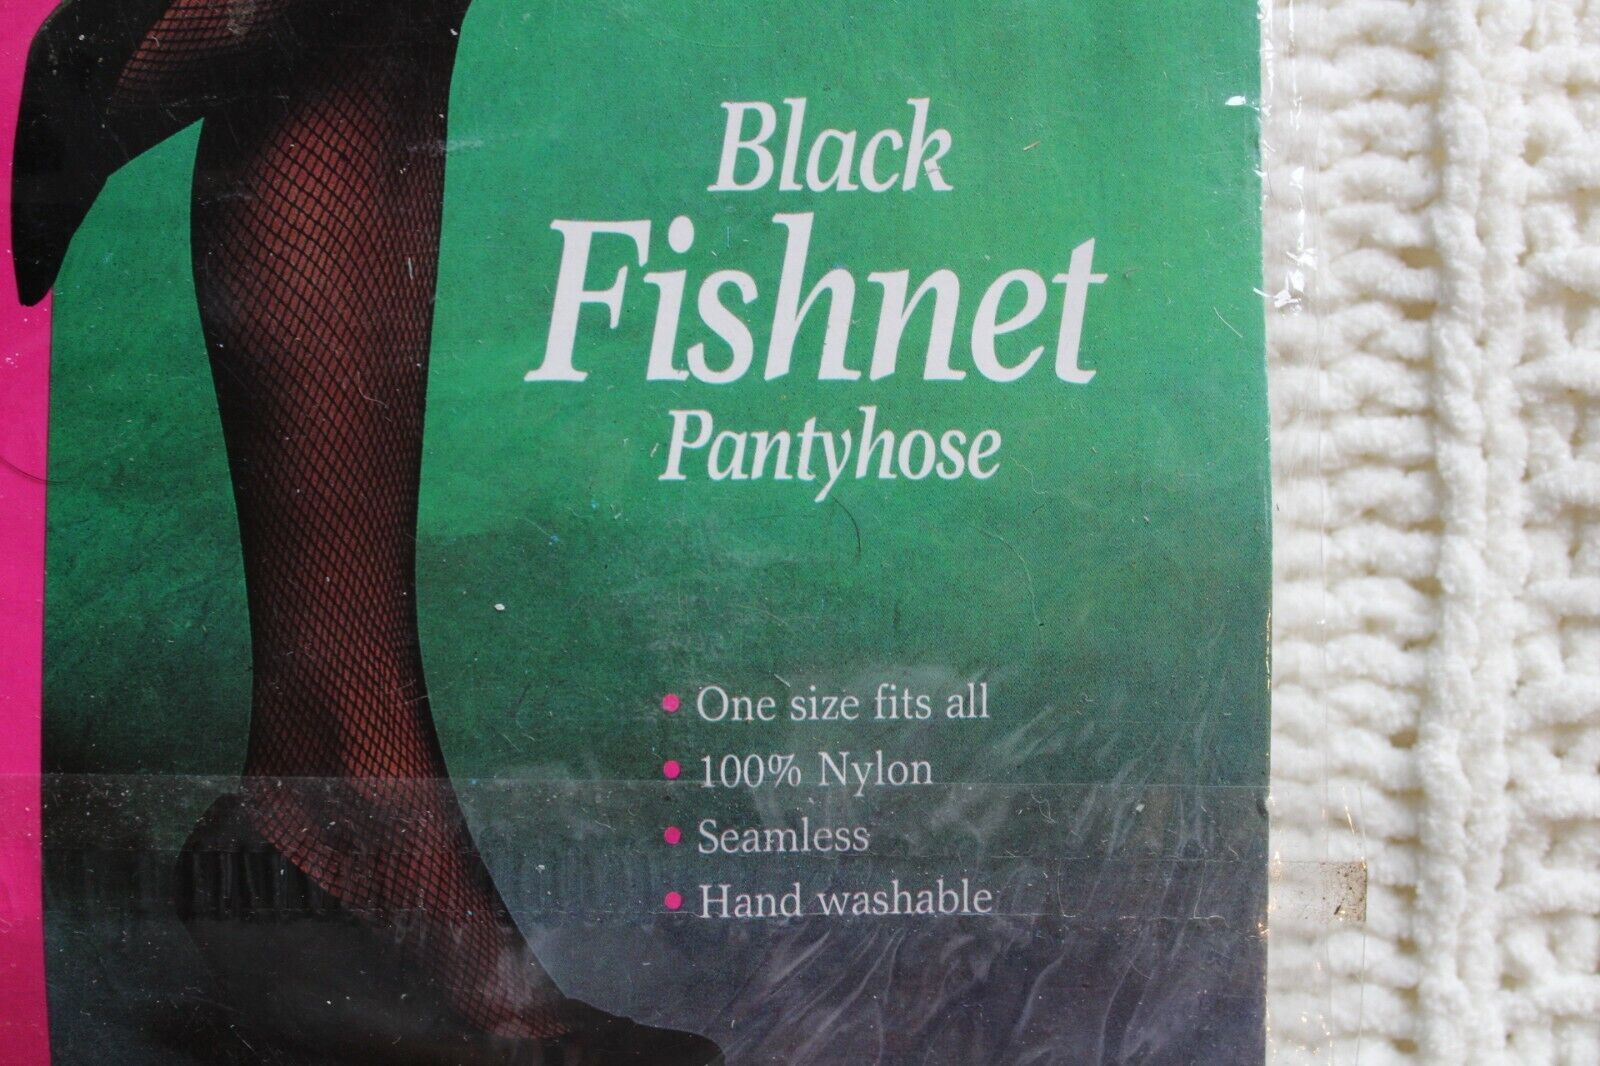 Black
Fishnet
Pantyhose
• One size fits all
• 100% Nylon
• Seamless
• Hand washable